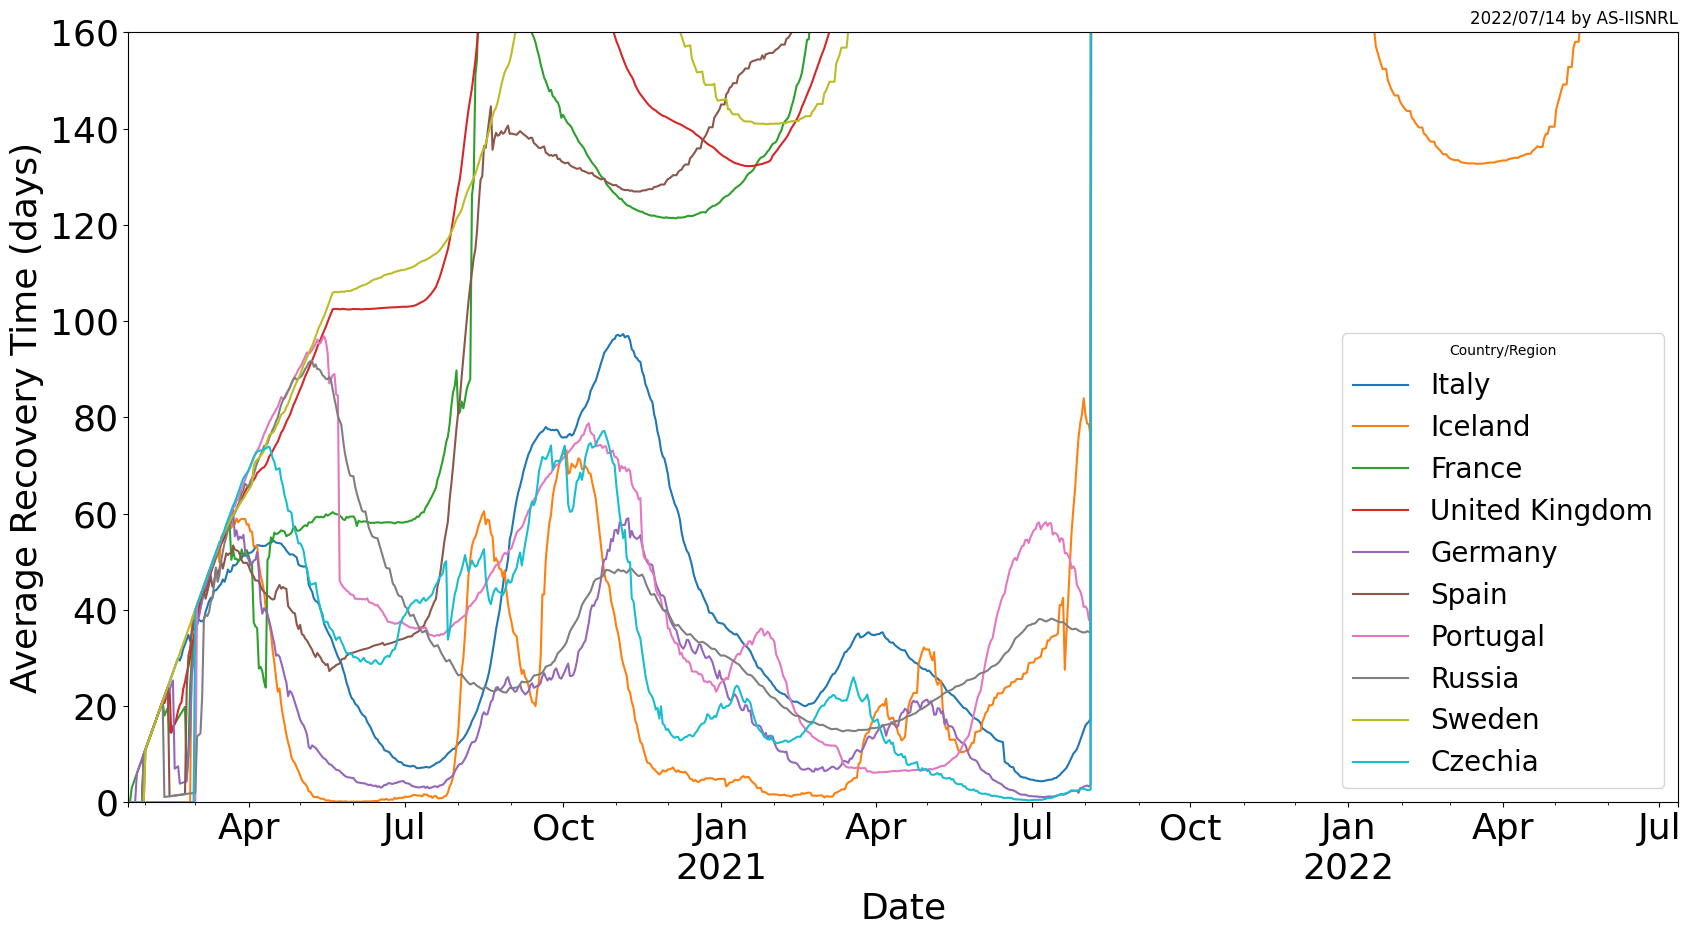 2022/07/14 by AS-IISNRL
160
140
120
100
80
60
40
20
0
Average Recovery Time (days)
Country/Region
Italy
Iceland
France
United Kingdom
Germany
Spain
Portugal
Russia
Sweden
Czechia
Apr Jul Oct Jan Apr Jul Oct Jan Apr Jul
2021 2022
Date